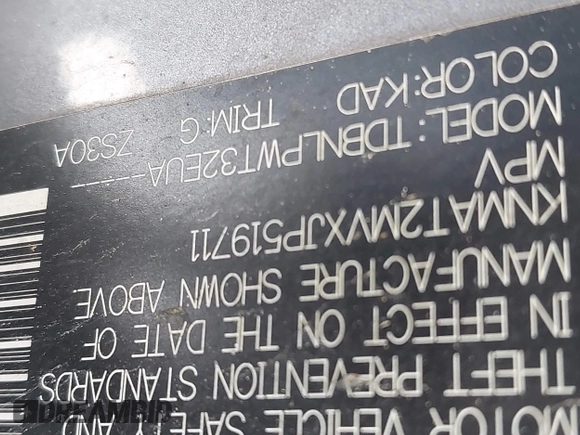 MOTOR VEHICLE SAFETY AND
THEFT PREVENTION STANDARDS
IN EFFECT ON THE DATE OF
MANUFACTURE SHOWN ABOVE
KNMAT2MVXJP519711
MPV
MODEL: TDBNLPWT32EUA-----
COLOR:KAD TRIM:G ZS30A
DREAMBID